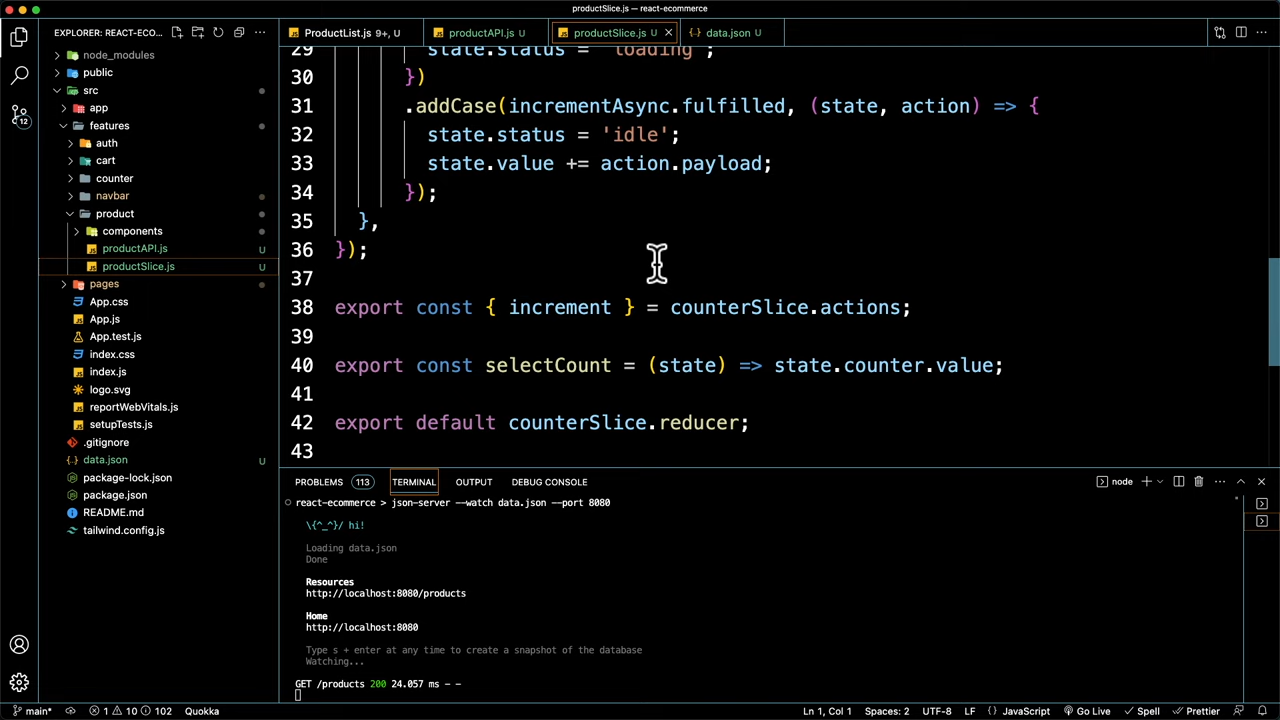 productSlice.js — react-ecommerce
EXPLORER: REACT-ECO...
ProductList.js 9+, U
productAPI.js U
productSlice.js U
data.json U
node_modules
public
src
app
features
auth
cart
counter
navbar
product
components
productAPI.js U
productSlice.js U
pages
App.css
App.js
App.test.js
index.css
index.js
logo.svg
reportWebVitals.js
setupTests.js
.gitignore
data.json U
package-lock.json
package.json
README.md
tailwind.config.js
12
29 state.status = 'loading';
30 })
31 .addCase(incrementAsync.fulfilled, (state, action) => {
32 state.status = 'idle';
33 state.value += action.payload;
34 });
35 },
36 });
37
38 export const { increment } = counterSlice.actions;
39
40 export const selectCount = (state) => state.counter.value;
41
42 export default counterSlice.reducer;
43
PROBLEMS 113 TERMINAL OUTPUT DEBUG CONSOLE
node
react-ecommerce > json-server --watch data.json --port 8080
\{^_^}/ hi!
Loading data.json
Done
Resources
http://localhost:8080/products
Home
http://localhost:8080
Type s + enter at any time to create a snapshot of the database
Watching...
GET /products 200 24.057 ms - -
main* 1 10 102 Quokka
Ln 1, Col 1 Spaces: 2 UTF-8 LF {} JavaScript Go Live Spell Prettier